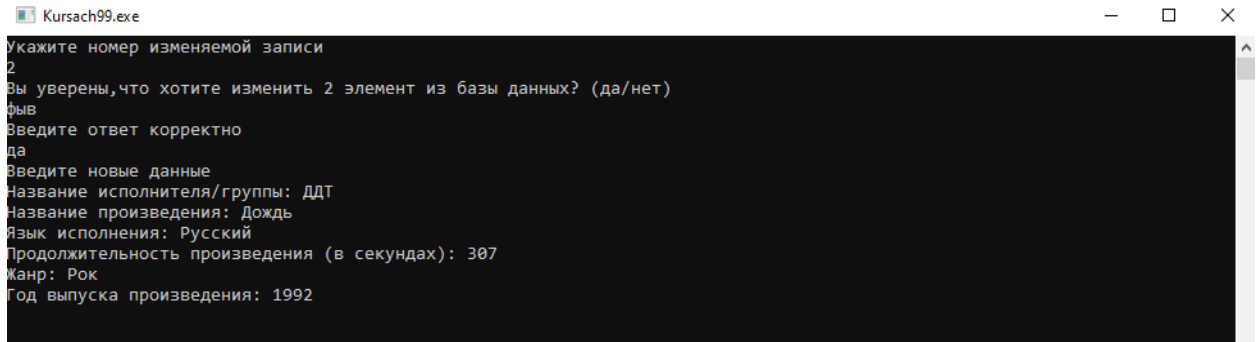 Kursach99.exe
Укажите номер изменяемой записи
2
Вы уверены,что хотите изменить 2 элемент из базы данных? (да/нет)
фыв
Введите ответ корректно
да
Введите новые данные
Название исполнителя/группы: ДДТ
Название произведения: Дождь
Язык исполнения: Русский
Продолжительность произведения (в секундах): 307
Жанр: Рок
Год выпуска произведения: 1992